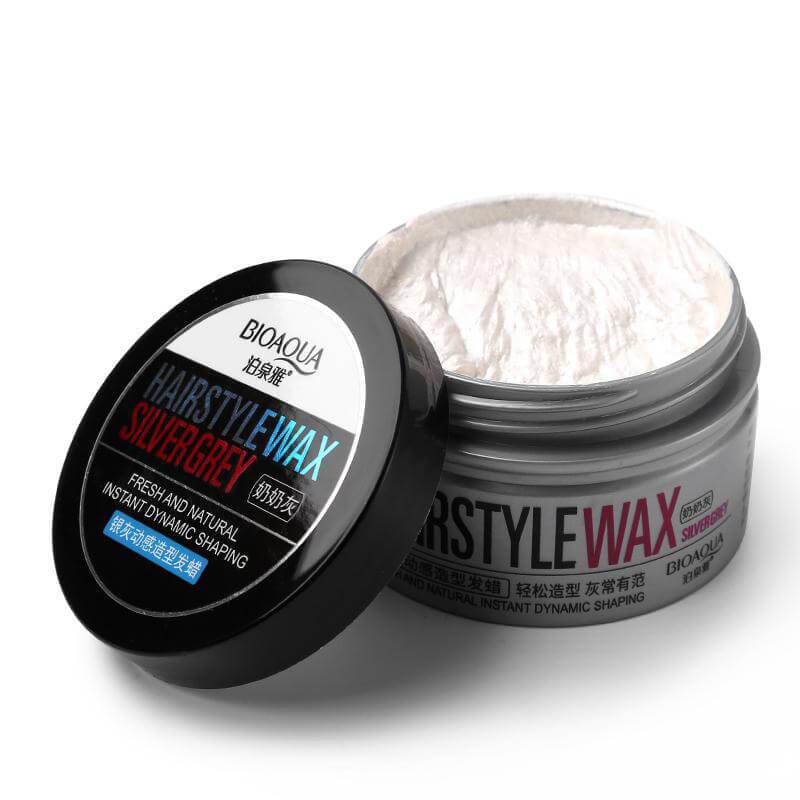 BIOAQUA
泊泉雅®
HAIRSTYLE WAX
SILVER GREY
奶奶灰
FRESH AND NATURAL
INSTANT DYNAMIC SHAPING
银灰动感造型发蜡
STYLE WAX
奶奶灰
SILVER GREY
动感造型发蜡 轻松造型 灰常有范
AND NATURAL INSTANT DYNAMIC SHAPING
BIOAQUA
泊泉雅